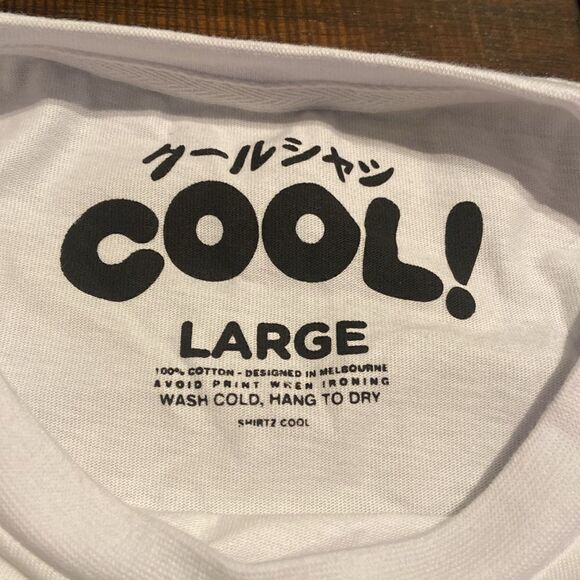 クールシャツ
COOL!
LARGE
100% COTTON - DESIGNED IN MELBOURNE
AVOID PRINT WHEN IRONING
WASH COLD, HANG TO DRY
SHIRTZ COOL